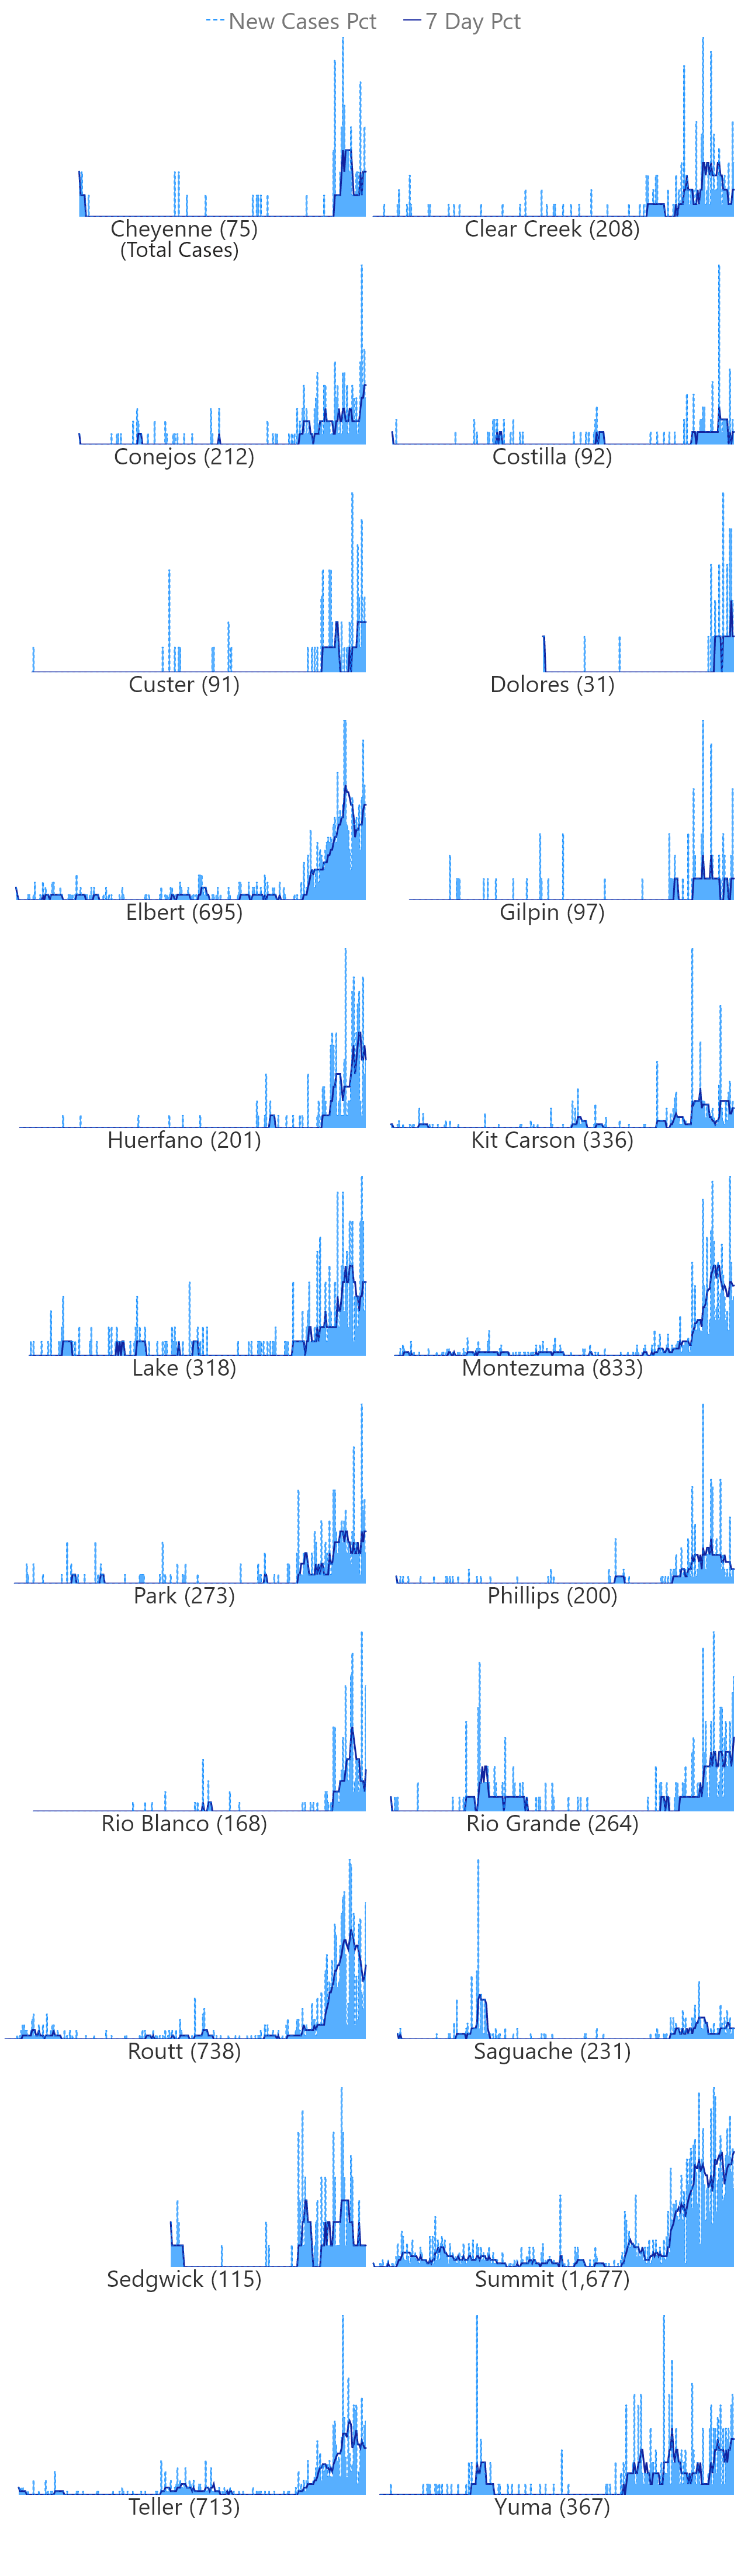 New Cases Pct 7 Day Pct
Cheyenne (75) Clear Creek (208)
(Total Cases)
Conejos (212) Costilla (92)
Custer (91) Dolores (31)
Elbert (695) Gilpin (97)
Huerfano (201) Kit Carson (336)
Lake (318) Montezuma (833)
Park (273) Phillips (200)
Rio Blanco (168) Rio Grande (264)
Routt (738) Saguache (231)
Sedgwick (115) Summit (1,677)
Teller (713) Yuma (367)